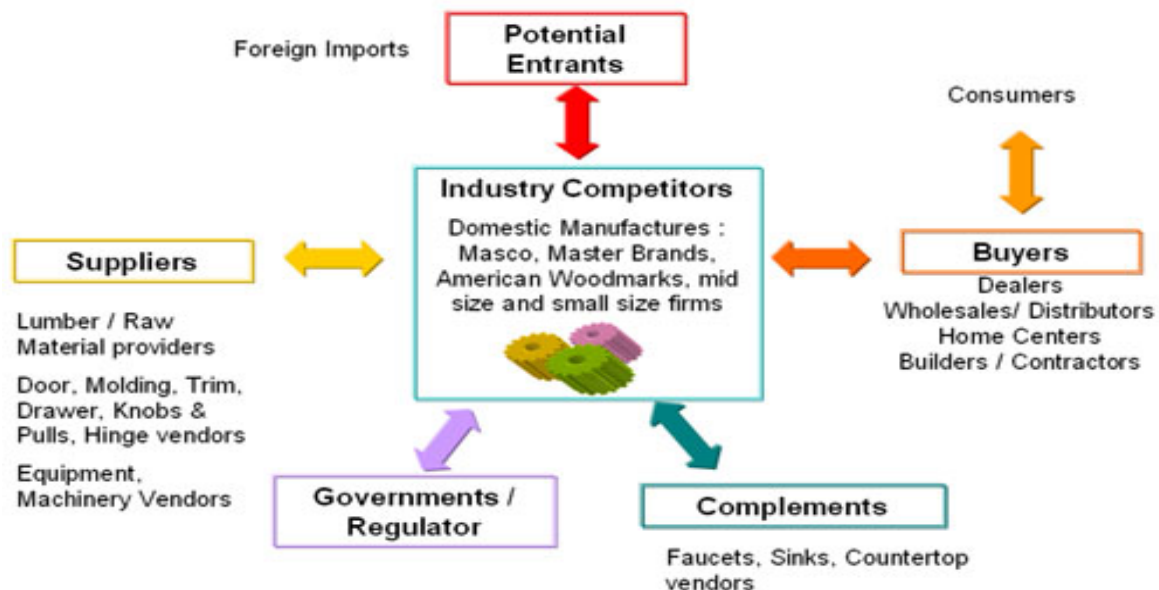 Foreign Imports
Potential
Entrants
Consumers
Industry Competitors
Domestic Manufactures :
Masco, Master Brands,
American Woodmarks, mid
size and small size firms
Suppliers
Lumber / Raw
Material providers
Door, Molding, Trim,
Drawer, Knobs &
Pulls, Hinge vendors
Equipment,
Machinery Vendors
Buyers
Dealers
Wholesales/ Distributors
Home Centers
Builders / Contractors
Governments /
Regulator
Complements
Faucets, Sinks, Countertop
vendors